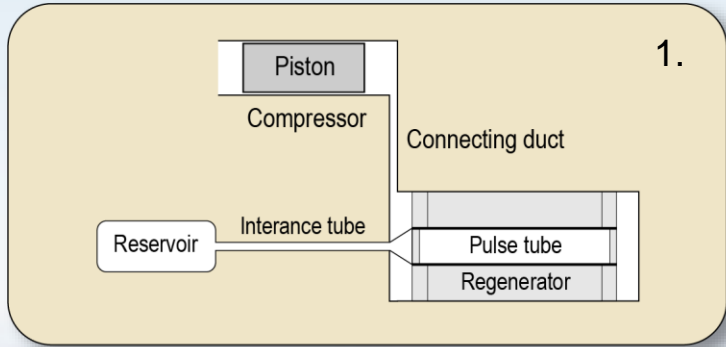 1.
Piston
Compressor
Connecting duct
Interance tube
Reservoir
Pulse tube
Regenerator